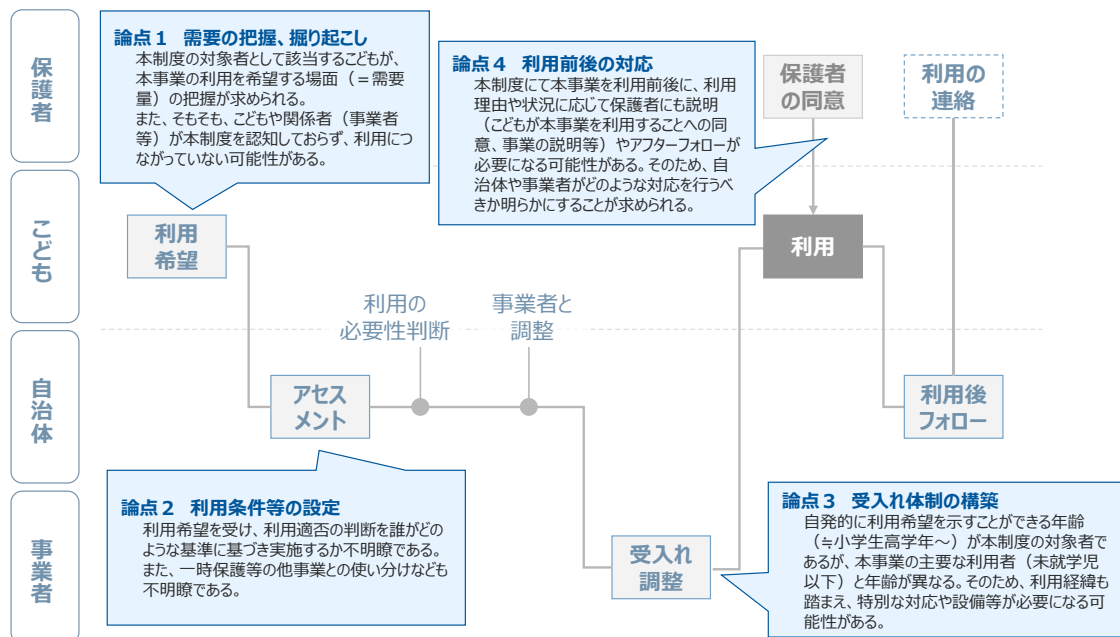 保護者
論点１ 需要の把握、掘り起こし
本制度の対象者として該当するこどもが、
本事業の利用を希望する場面（＝需要
量）の把握が求められる。
また、そもそも、こどもや関係者（事業者
等）が本制度を認知しておらず、利用につ
ながっていない可能性がある。
論点４ 利用前後の対応
本制度にて本事業を利用前後に、利用
理由や状況に応じて保護者にも説明
（こどもが本事業を利用することへの同
意、事業の説明等）やアフターフォローが
必要になる可能性がある。そのため、自
治体や事業者がどのような対応を行うべ
きか明らかにすることが求められる。
保護者
の同意
利用の
連絡
こども
利用
希望
利用
利用の
必要性判断
事業者と
調整
自治体
アセス
メント
利用後
フォロー
論点２ 利用条件等の設定
利用希望を受け、利用適否の判断を誰がど
のような基準に基づき実施するか不明瞭である。
また、一時保護等の他事業との使い分けなども
不明瞭である。
事業者
受入れ
調整
論点３ 受入れ体制の構築
自発的に利用希望を示すことができる年齢
（≒小学生高学年～）が本制度の対象者で
あるが、本事業の主要な利用者（未就学児
以下）と年齢が異なる。そのため、利用経緯も
踏まえ、特別な対応や設備等が必要になる可
能性がある。